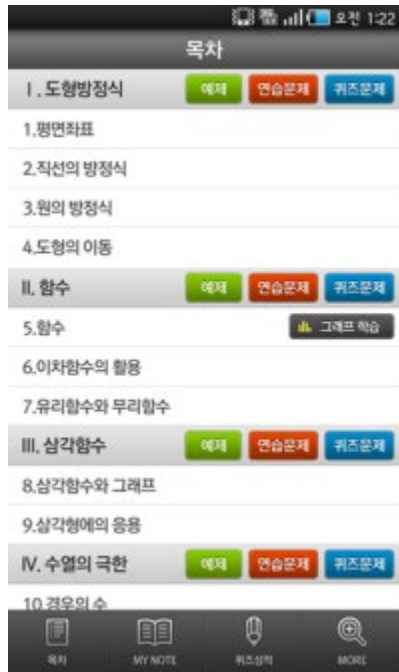 오전 1:22
목차
Ⅰ. 도형방정식 예제 연습문제 퀴즈문제
1.평면좌표
2.직선의 방정식
3.원의 방정식
4.도형의 이동
Ⅱ. 함수 예제 연습문제 퀴즈문제
5.함수 그래프 학습
6.이차함수의 활용
7.유리함수와 무리함수
Ⅲ. 삼각함수 예제 연습문제 퀴즈문제
8.삼각함수와 그래프
9.삼각형에의 응용
Ⅳ. 수열의 극한 예제 연습문제 퀴즈문제
10.경우의 수
목차 MY NOTE 퀴즈성적 MORE